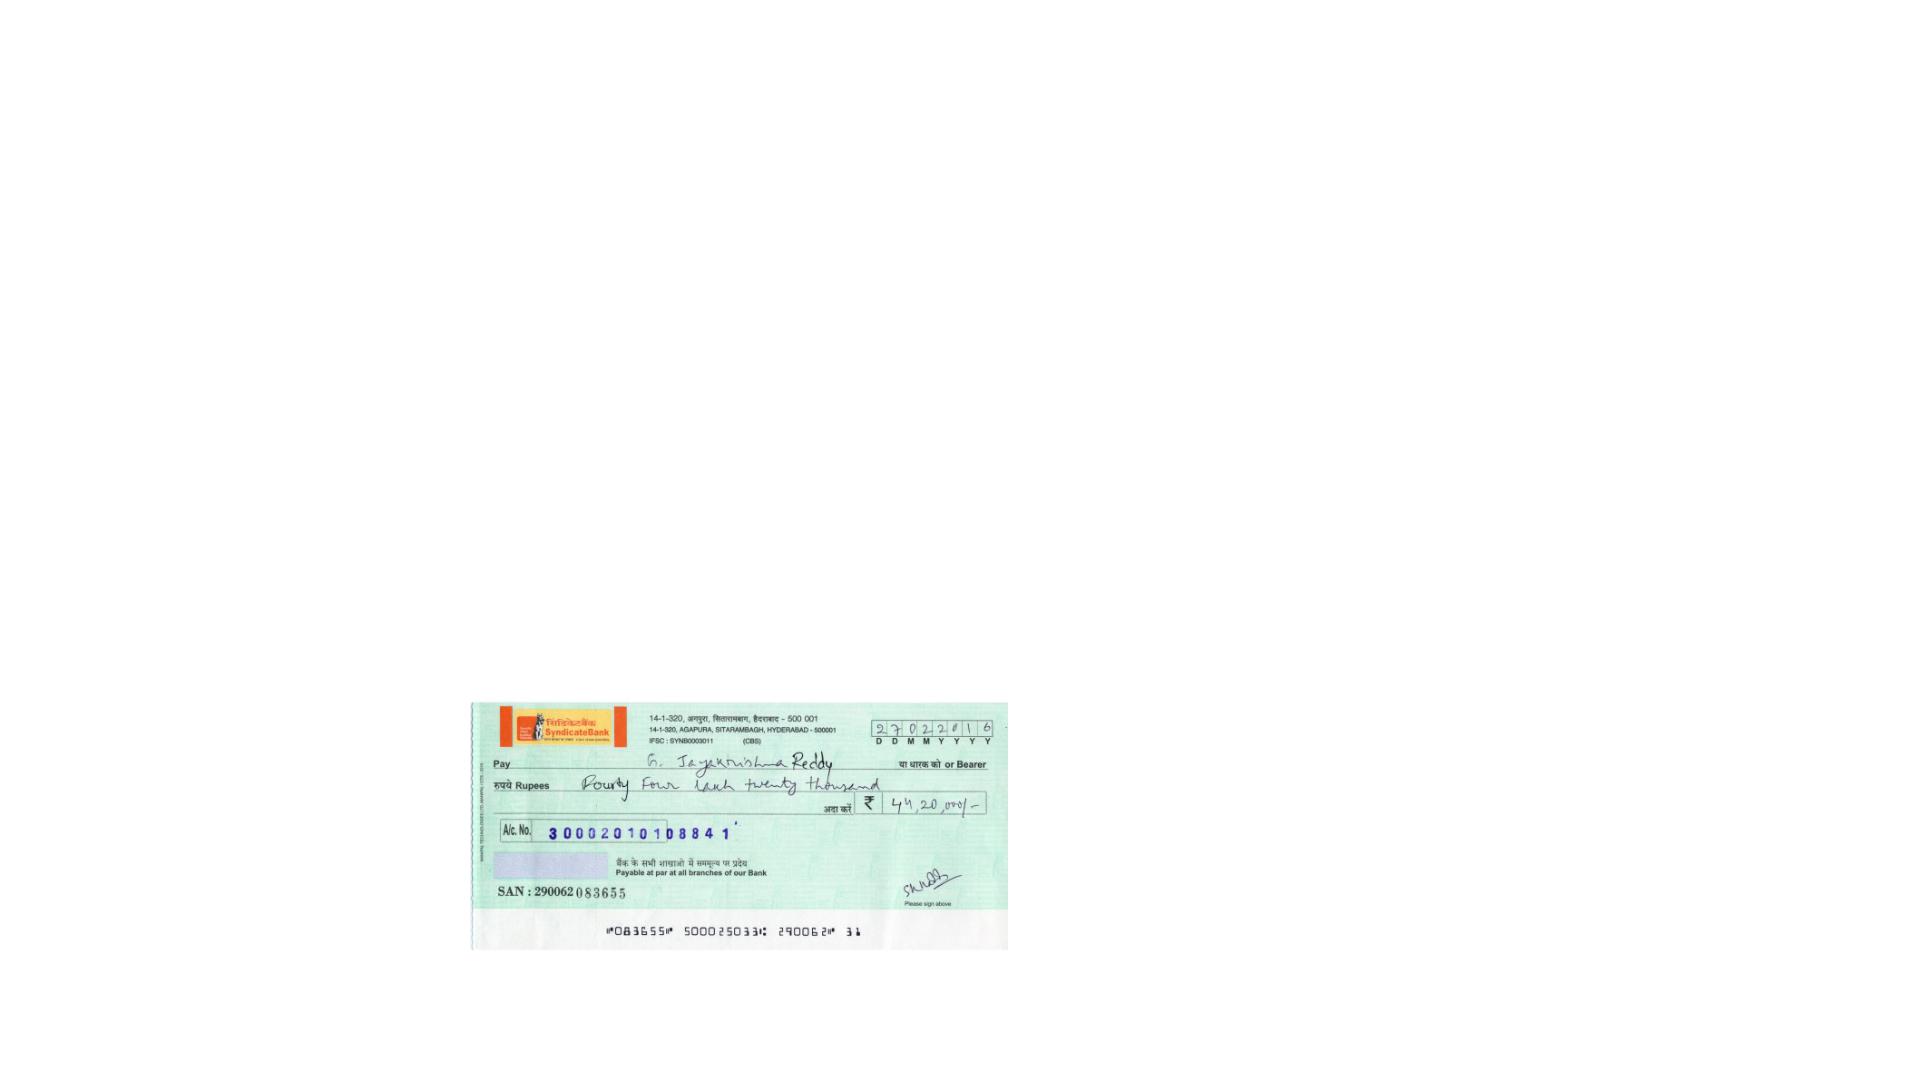 सिंडिकेटबैंक
SyndicateBank
14-1-320, अगपुरा, सितारामबाग, हैदराबाद - 500 001
14-1-320, AGAPURA, SITARAMBAGH, HYDERABAD - 500001
IFSC : SYNB0003011 (CBS)
2 7 0 2 2 0 1 6
D D M M Y Y Y Y
Pay G. Jayakrishna Reddy या धारक को or Bearer
रुपये Rupees Fourty Four lakh twenty thousand
अदा करें ₹ 44,20,000/-
A/c. No. 30002010108841
बैंक के सभी शाखाओं में सममूल्य पर प्रदेय
Payable at par at all branches of our Bank
SAN : 290062 083655
Please sign above
⑈083655⑈ 500025033⑆ 290062⑈ 31